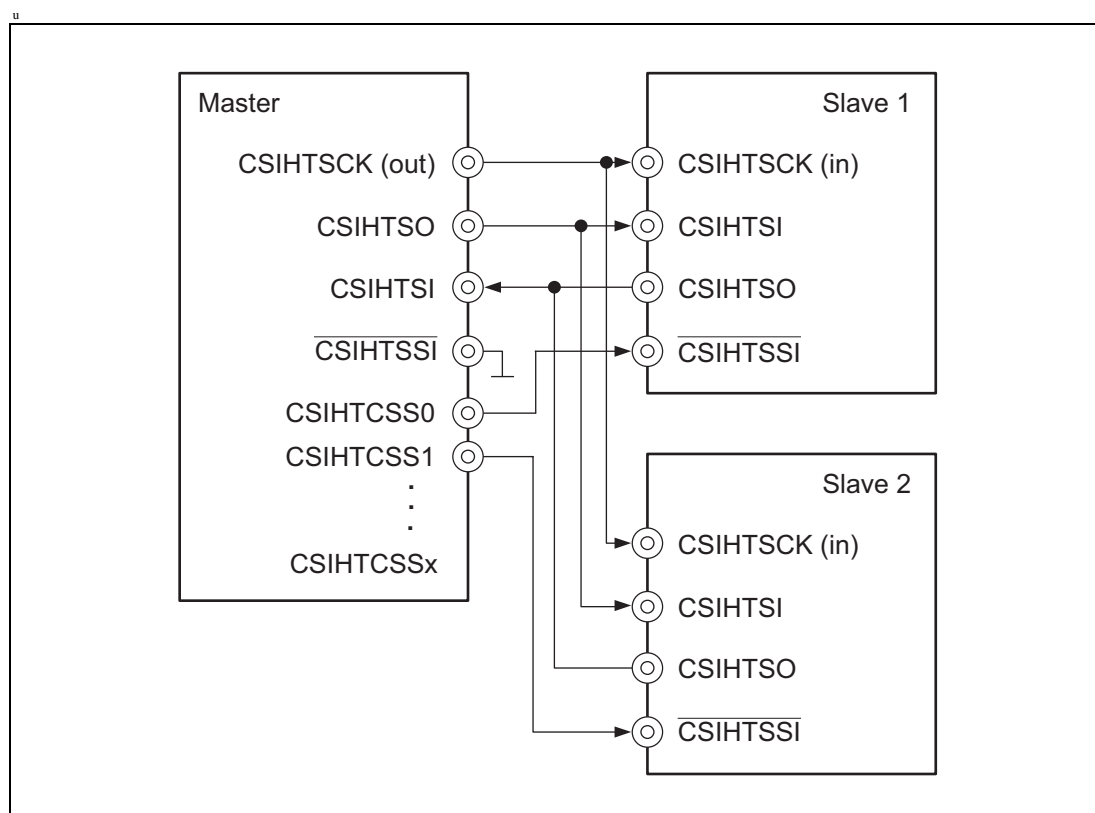 u
Master
CSIHTSCK (out)
CSIHTSO
CSIHTSI
CSIHTSSI
CSIHTCSS0
CSIHTCSS1
CSIHTCSSx
Slave 1
CSIHTSCK (in)
CSIHTSI
CSIHTSO
CSIHTSSI
Slave 2
CSIHTSCK (in)
CSIHTSI
CSIHTSO
CSIHTSSI